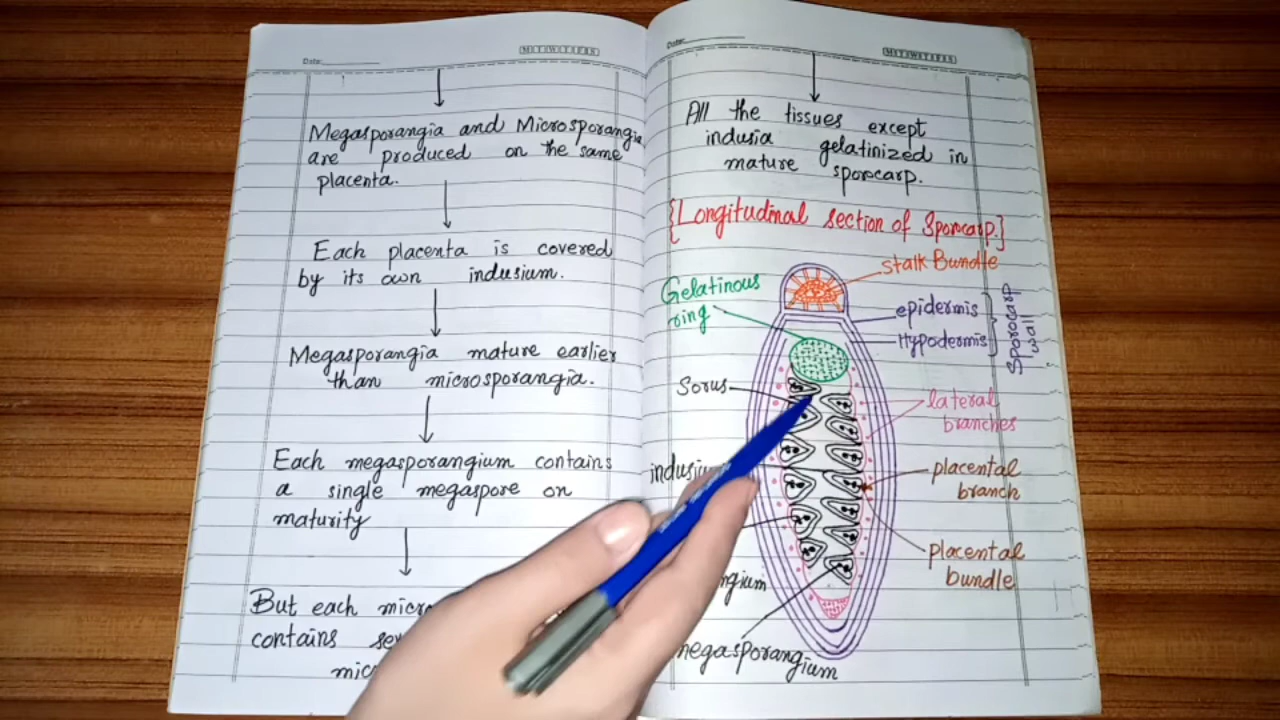 Date:
M T W T F S S
Megasporangia and Microsporangia
are produced on the same
placenta.
Each placenta is covered
by its own indusium.
Megasporangia mature earlier
than microsporangia.
Each megasporangium contains
a single megaspore on
maturity
But each micro
contains
Date:
M T W T F S S
All the tissues except
indusia gelatinized in
mature sporocarp.
{Longitudinal section of Sporocarp.}
stalk Bundle
Gelatinous
ring
epidermis
Hypodermis
Sporocarp
wall
Sorus
lateral
branches
indusium
placental
branch
placental
bundle
ngium
megasporangium